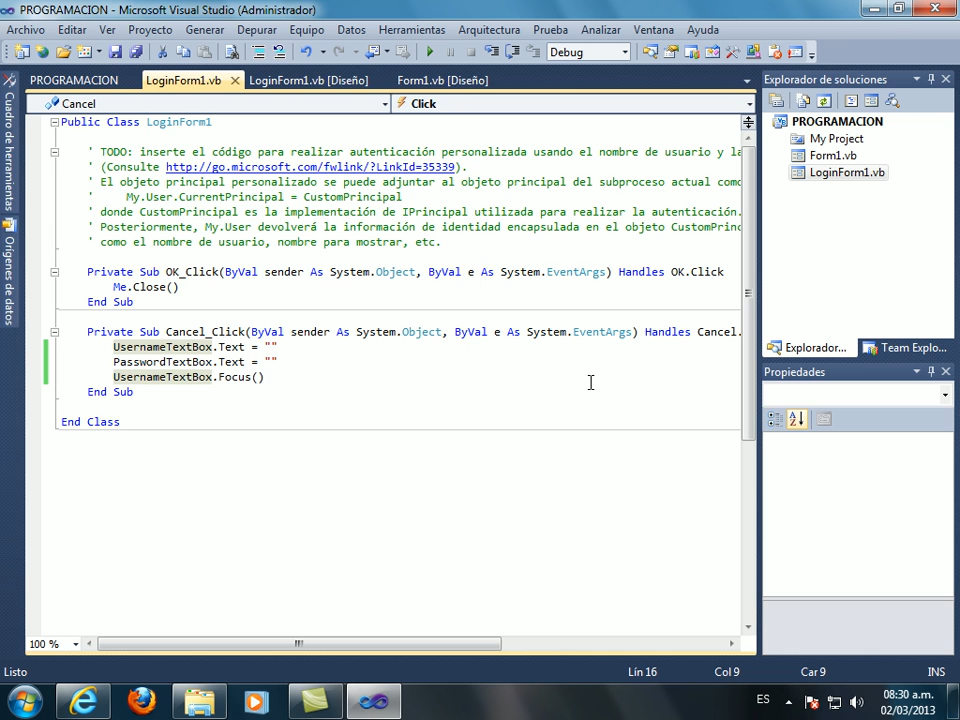 PROGRAMACION - Microsoft Visual Studio (Administrador)
Archivo Editar Ver Proyecto Generar Depurar Equipo Datos Herramientas Arquitectura Prueba Analizar Ventana Ayuda
Debug
PROGRAMACION LoginForm1.vb LoginForm1.vb [Diseño] Form1.vb [Diseño]
Cancel Click
Cuadro de herramientas
Orígenes de datos
Public Class LoginForm1
' TODO: inserte el código para realizar autenticación personalizada usando el nombre de usuario y la
' (Consulte http://go.microsoft.com/fwlink/?LinkId=35339).
' El objeto principal personalizado se puede adjuntar al objeto principal del subproceso actual como
' My.User.CurrentPrincipal = CustomPrincipal
' donde CustomPrincipal es la implementación de IPrincipal utilizada para realizar la autenticación.
' Posteriormente, My.User devolverá la información de identidad encapsulada en el objeto CustomPrinc
' como el nombre de usuario, nombre para mostrar, etc.
Private Sub OK_Click(ByVal sender As System.Object, ByVal e As System.EventArgs) Handles OK.Click
Me.Close()
End Sub
Private Sub Cancel_Click(ByVal sender As System.Object, ByVal e As System.EventArgs) Handles Cancel.
UsernameTextBox.Text = ""
PasswordTextBox.Text = ""
UsernameTextBox.Focus()
End Sub
End Class
100 %
Explorador de soluciones
PROGRAMACION
My Project
Form1.vb
LoginForm1.vb
Explorador... Team Explo...
Propiedades
Listo Lín 16 Col 9 Car 9 INS
ES
08:30 a.m.
02/03/2013